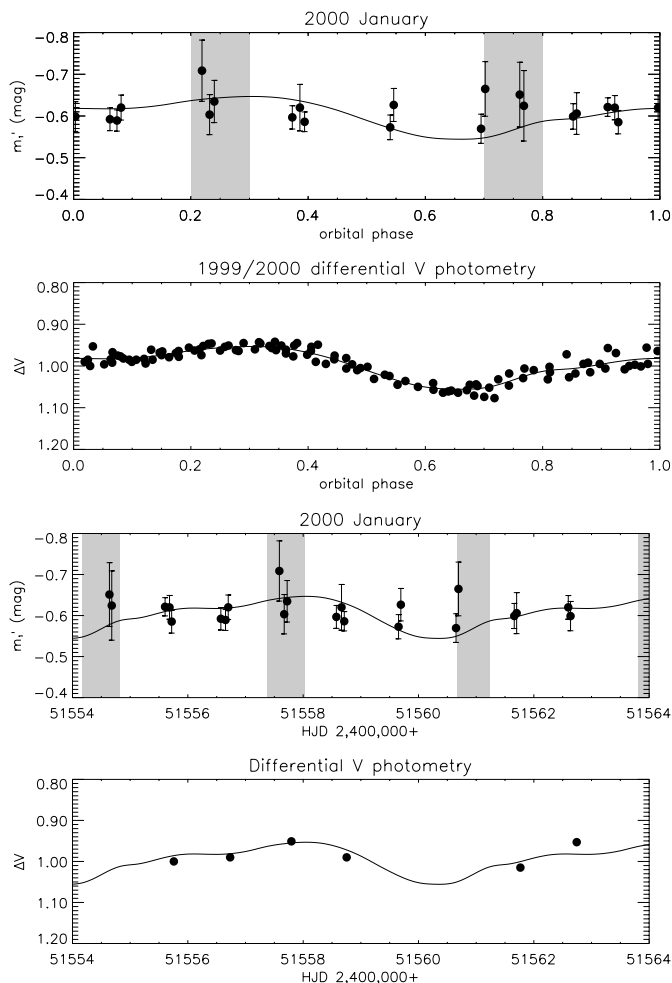 2000 January
-0.8
-0.7
-0.6
-0.5
-0.4
m,' (mag)
0.0 0.2 0.4 0.6 0.8 1.0
orbital phase
1999/2000 differential V photometry
0.80
0.90
1.00
1.10
1.20
ΔV
0.0 0.2 0.4 0.6 0.8 1.0
orbital phase
2000 January
-0.8
-0.7
-0.6
-0.5
-0.4
m,' (mag)
51554 51556 51558 51560 51562 51564
HJD 2,400,000+
Differential V photometry
0.80
0.90
1.00
1.10
1.20
ΔV
51554 51556 51558 51560 51562 51564
HJD 2,400,000+